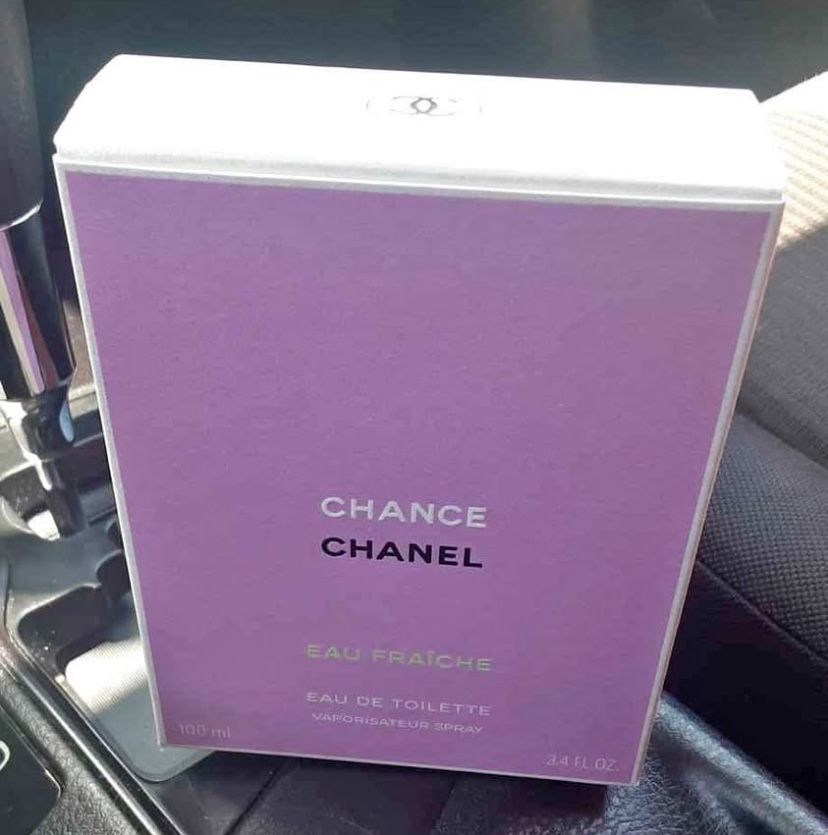 CHANCE
CHANEL
EAU FRAÎCHE
EAU DE TOILETTE
VAPORISATEUR SPRAY
100 ml
3.4 FL.OZ.